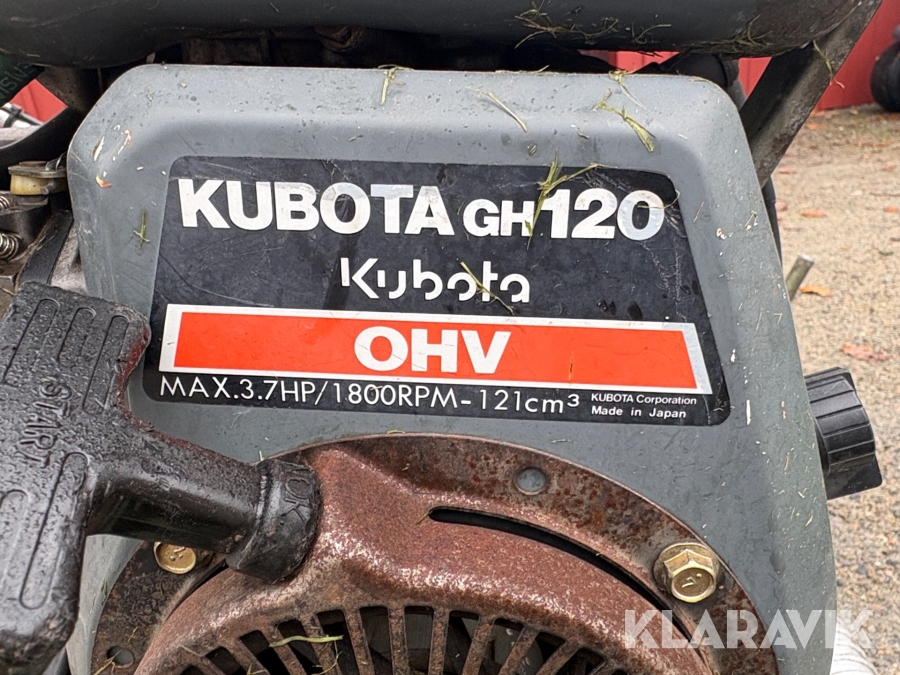 KUBOTA GH120
Kubota
OHV
MAX.3.7HP/1800RPM-121cm³
KUBOTA Corporation
Made in Japan
START
KLARAVIK